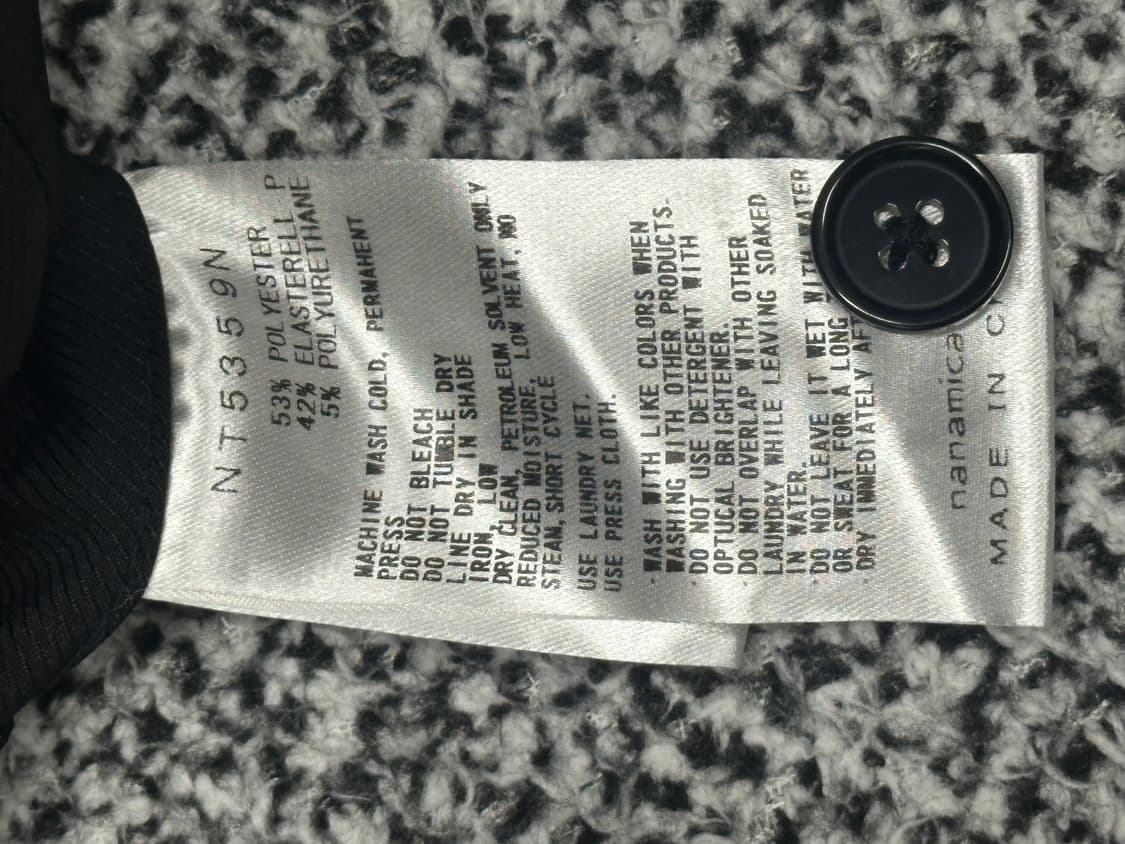 NT5359N
53% POLYESTER
42% ELASTERELL P
5% POLYURETHANE
MACHINE WASH COLD, PERMANENT
PRESS
DO NOT BLEACH
DO NOT TUMBLE DRY
LINE DRY IN SHADE
IRON, LOW
DRY CLEAN, PETROLEUM SOLVENT ONLY
REDUCED MOISTURE, LOW HEAT, NO
STEAM, SHORT CYCLE
USE LAUNDRY NET.
USE PRESS CLOTH.
·WASH WITH LIKE COLORS WHEN
WASHING WITH OTHER PRODUCTS.
·DO NOT USE DETERGENT WITH
OPTUCAL BRIGHTENER.
·DO NOT OVERLAP WITH OTHER
LAUNDRY WHILE LEAVING SOAKED
IN WATER.
·DO NOT LEAVE IT WET WITH WATER
OR SWEAT FOR A LONG
·DRY IMMEDIATELY
nanamica
MADE IN